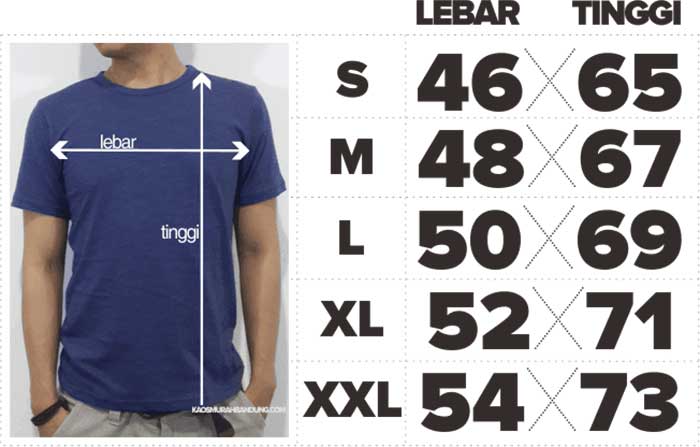 LEBAR TINGGI
S 46 65
M 48 67
L 50 69
XL 52 71
XXL 54 73
lebar
tinggi
KAOSMURAHBANDUNG.COM